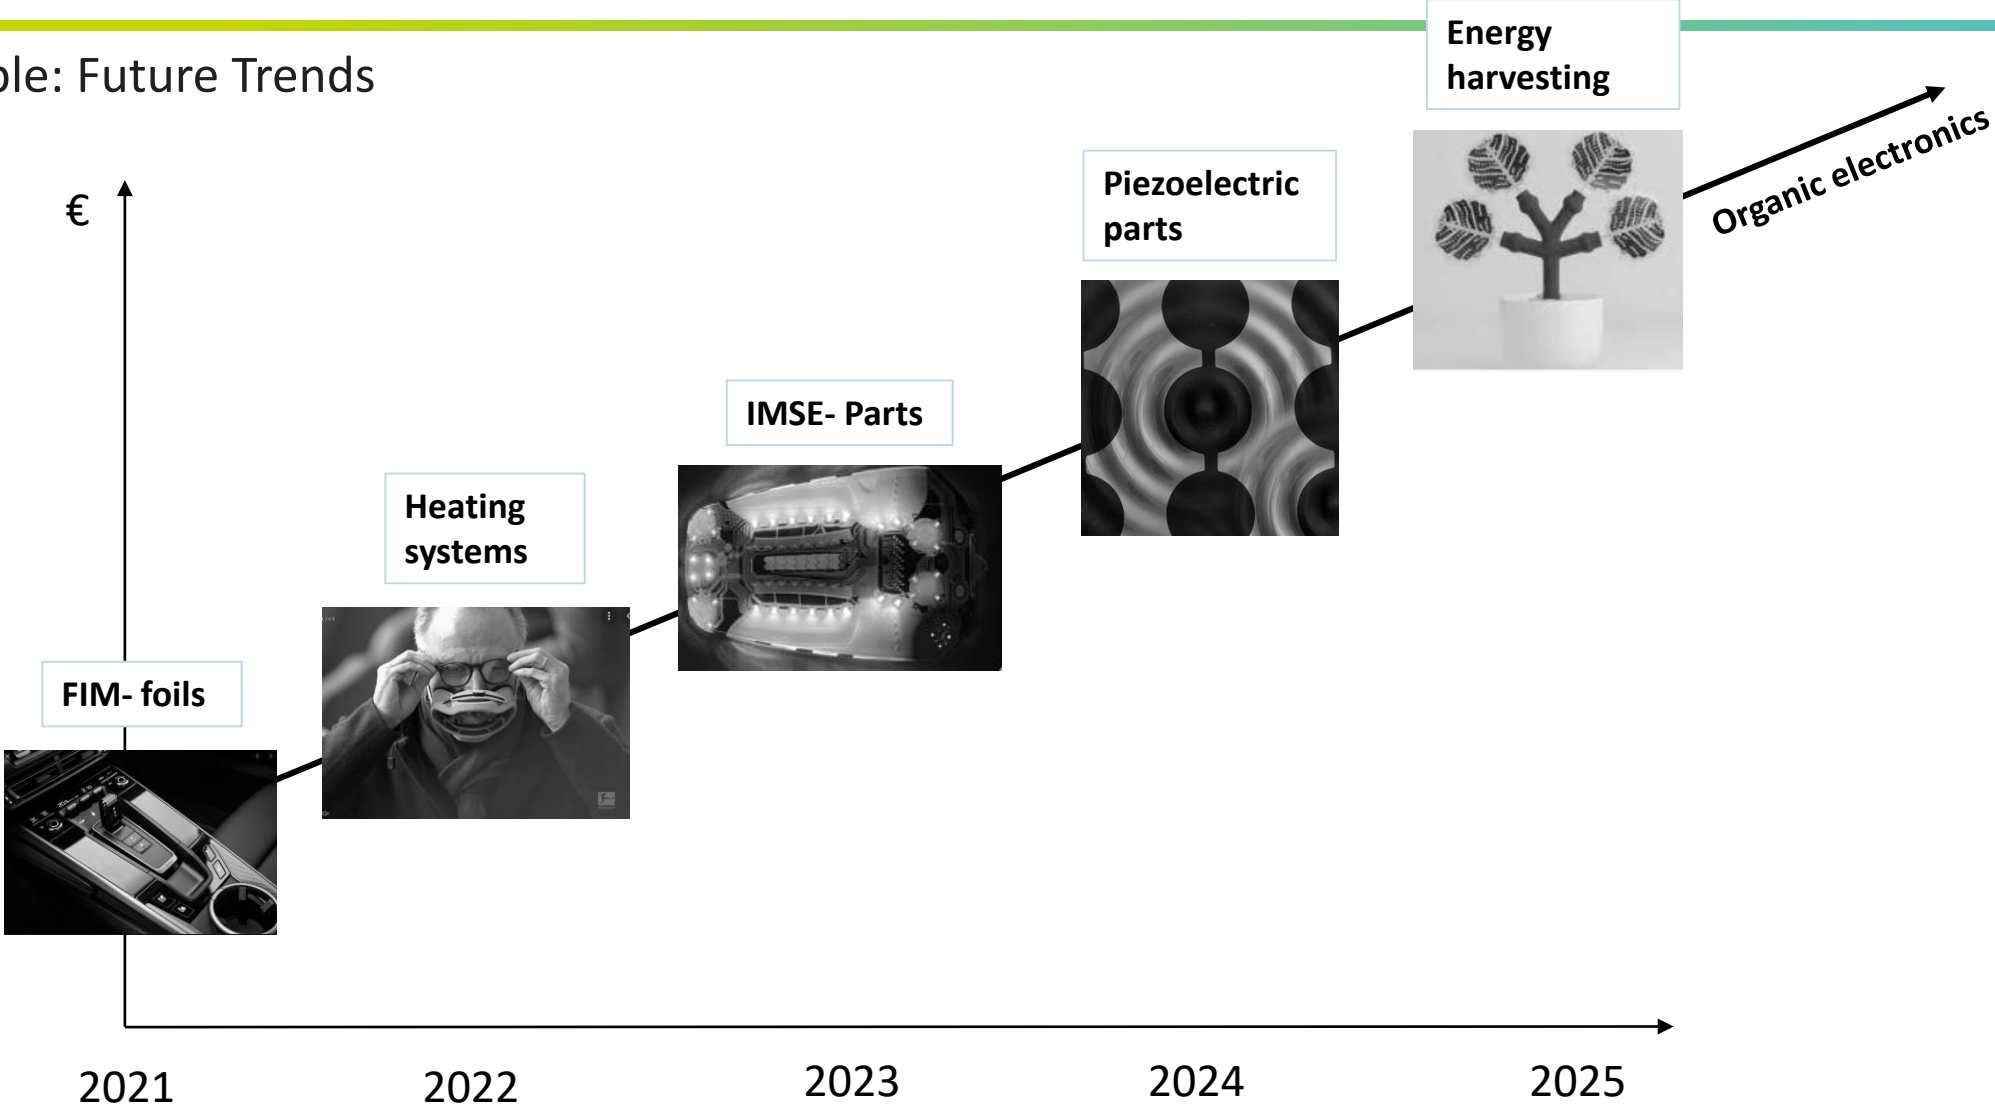 ble: Future Trends
Energy
harvesting
Organic electronics
Piezoelectric
parts
€
IMSE- Parts
Heating
systems
FIM- foils
2021
2022
2023
2024
2025